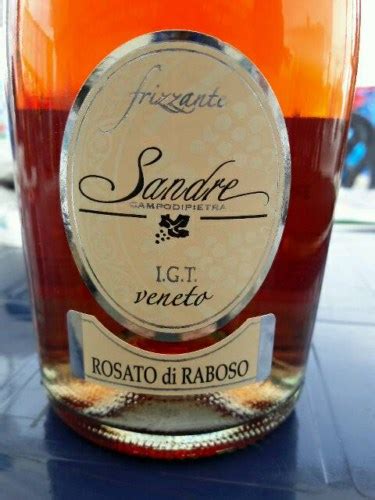 frizzante
Sandre
CAMPODIPIETRA
I.G.T.
veneto
ROSATO di RABOSO